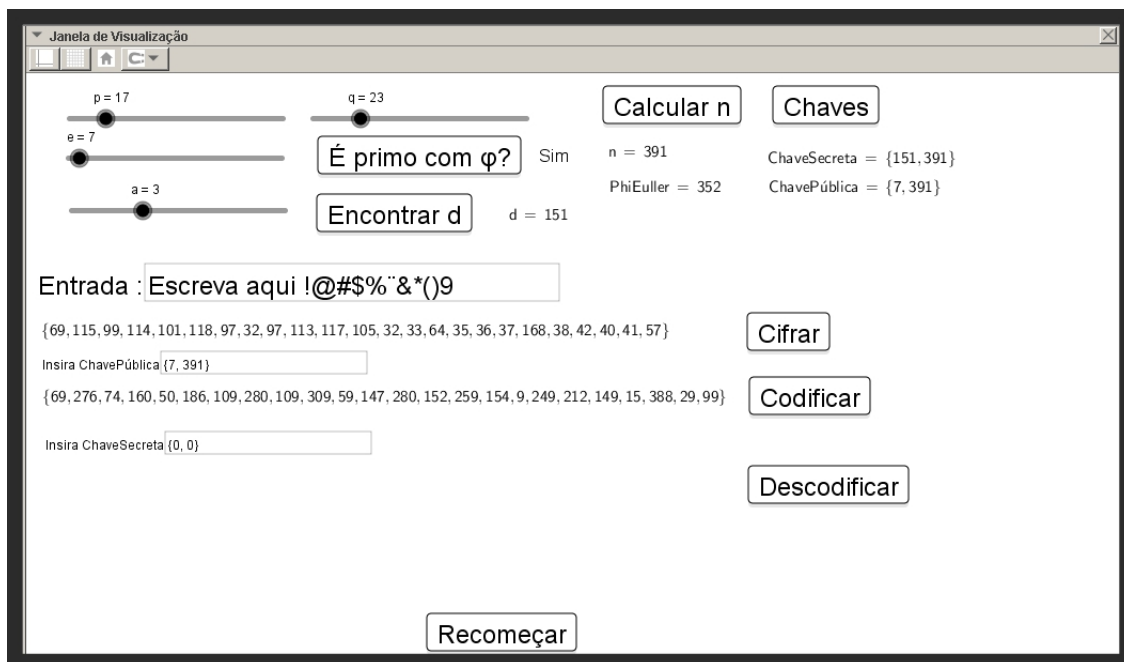 Janela de Visualização
p = 17
q = 23
Calcular n
Chaves
e = 7
É primo com φ?
Sim
n = 391
ChaveSecreta = {151, 391}
a = 3
Encontrar d
d = 151
PhiEuller = 352
ChavePública = {7, 391}
Entrada : Escreva aqui !@#$%¨&*()9
{69, 115, 99, 114, 101, 118, 97, 32, 97, 113, 117, 105, 32, 33, 64, 35, 36, 37, 168, 38, 42, 40, 41, 57}
Cifrar
Insira ChavePública {7, 391}
{69, 276, 74, 160, 50, 186, 109, 280, 109, 309, 59, 147, 280, 152, 259, 154, 9, 249, 212, 149, 15, 388, 29, 99}
Codificar
Insira ChaveSecreta {0, 0}
Descodificar
Recomeçar